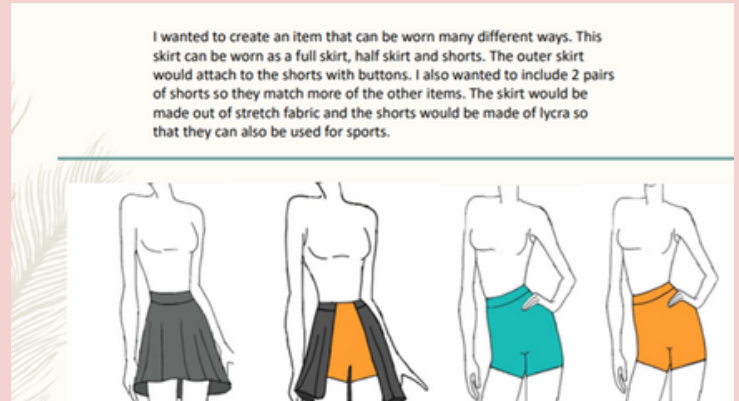 I wanted to create an item that can be worn many different ways. This
skirt can be worn as a full skirt, half skirt and shorts. The outer skirt
would attach to the shorts with buttons. I also wanted to include 2 pairs
of shorts so they match more of the other items. The skirt would be
made out of stretch fabric and the shorts would be made of lycra so
that they can also be used for sports.